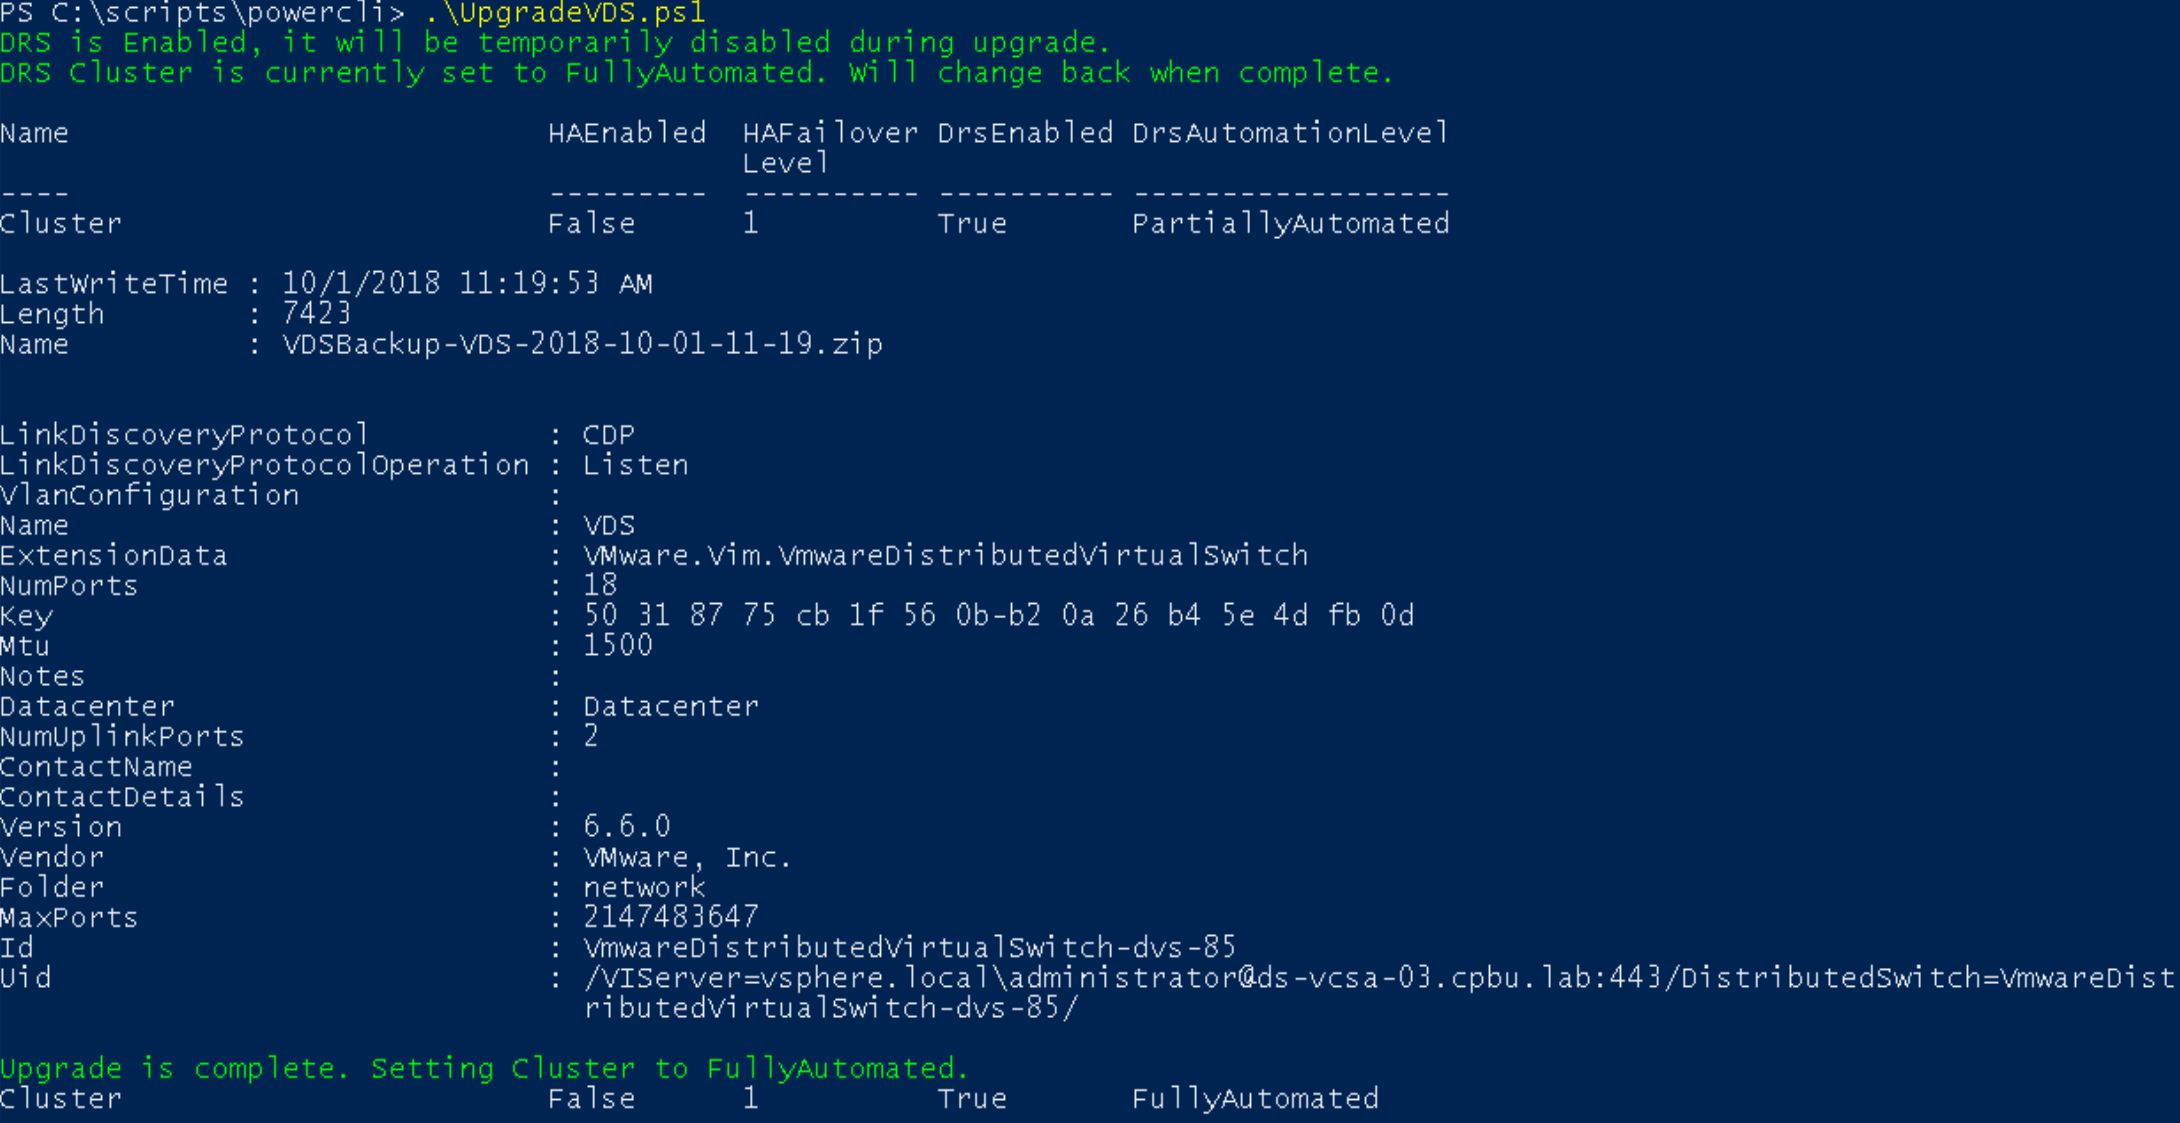 PS C:\scripts\powercli> .\UpgradeVDS.ps1
DRS is Enabled, it will be temporarily disabled during upgrade.
DRS Cluster is currently set to FullyAutomated. Will change back when complete.
Name                           HAEnabled  HAFailover DrsEnabled DrsAutomationLevel
                                          Level
----                           ---------  ---------- ---------- ------------------
Cluster                        False      1          True       PartiallyAutomated
LastWriteTime : 10/1/2018 11:19:53 AM
Length        : 7423
Name          : VDSBackup-VDS-2018-10-01-11-19.zip
LinkDiscoveryProtocol          : CDP
LinkDiscoveryProtocolOperation : Listen
VlanConfiguration              :
Name                           : VDS
ExtensionData                  : VMware.Vim.VmwareDistributedVirtualSwitch
NumPorts                       : 18
Key                            : 50 31 87 75 cb 1f 56 0b-b2 0a 26 b4 5e 4d fb 0d
Mtu                            : 1500
Notes                          :
Datacenter                     : Datacenter
NumUplinkPorts                 : 2
ContactName                    :
ContactDetails                 :
Version                        : 6.6.0
Vendor                         : VMware, Inc.
Folder                         : network
MaxPorts                       : 2147483647
Id                             : VmwareDistributedVirtualSwitch-dvs-85
Uid                            : /VIServer=vsphere.local\administrator@ds-vcsa-03.cpbu.lab:443/DistributedSwitch=VmwareDist
                                 ributedVirtualSwitch-dvs-85/
Upgrade is complete. Setting Cluster to FullyAutomated.
Cluster                        False      1          True       FullyAutomated